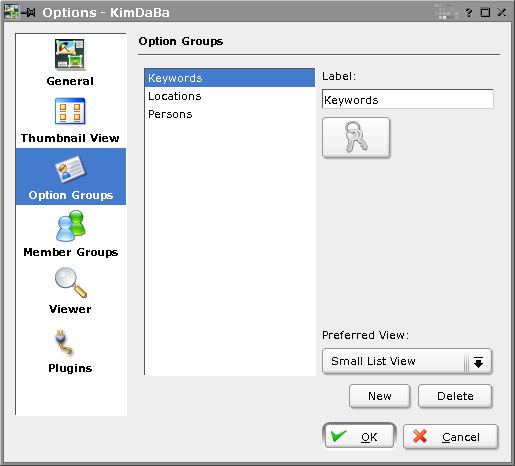 Options - KimDaBa
General
Thumbnail View
Option Groups
Member Groups
Viewer
Plugins
Option Groups
Keywords
Locations
Persons
Label:
Keywords
Preferred View:
Small List View
New
Delete
OK
Cancel